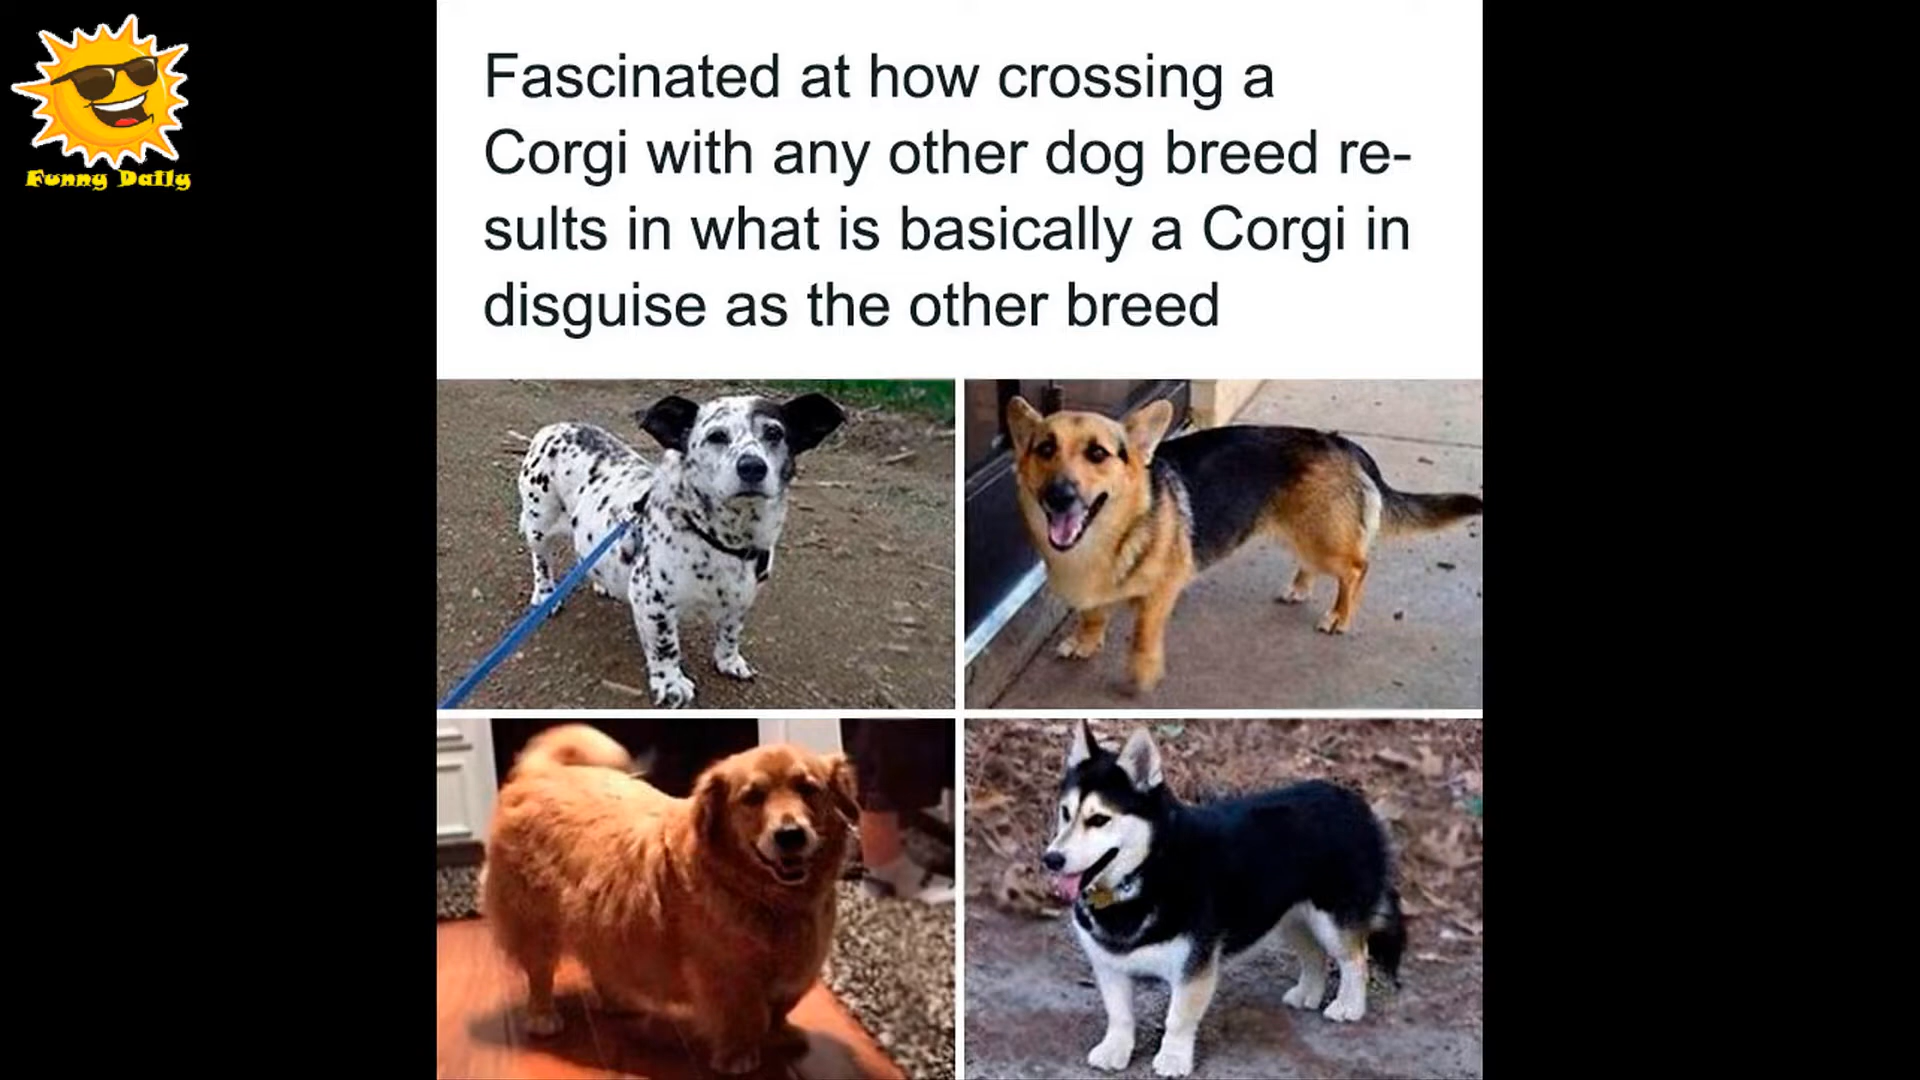 Funny Daily
Fascinated at how crossing a
Corgi with any other dog breed re-
sults in what is basically a Corgi in
disguise as the other breed